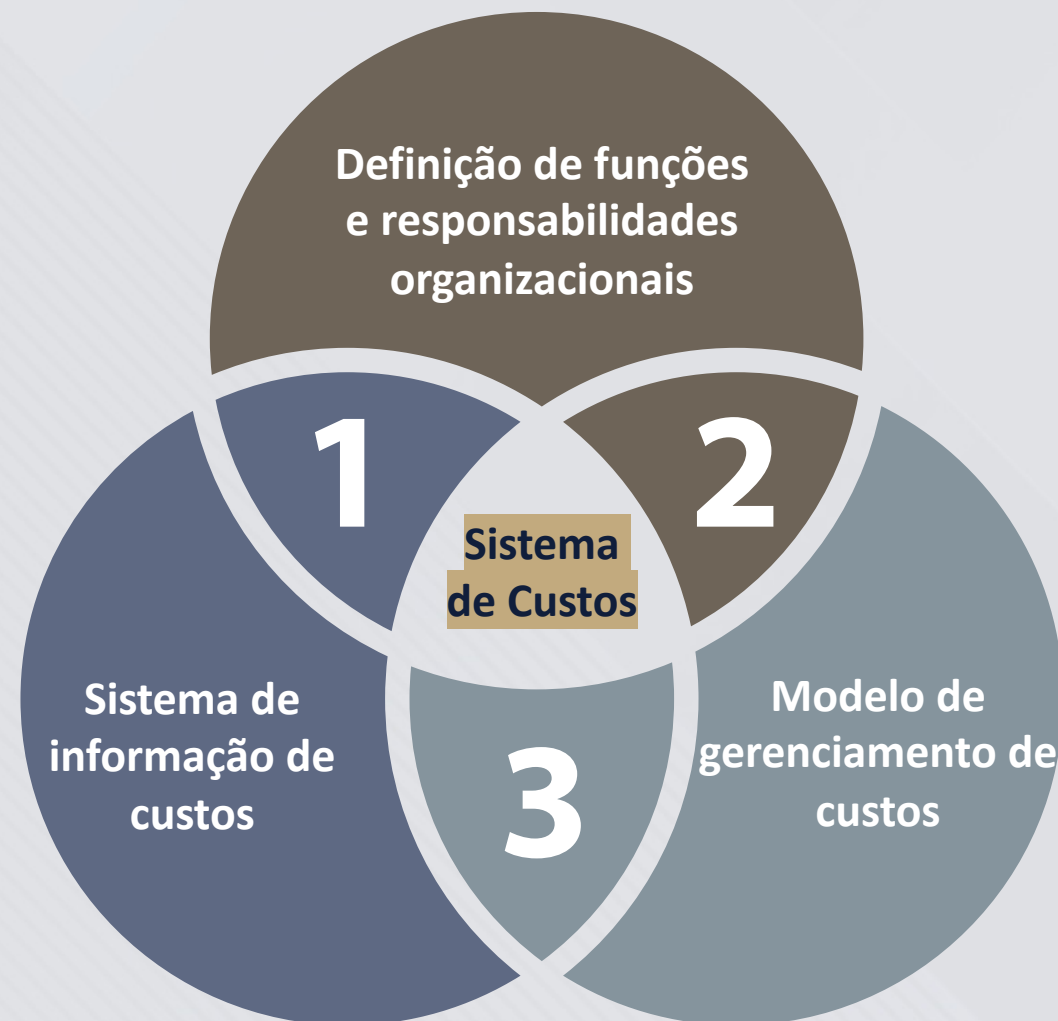 Definição de funções
e responsabilidades
organizacionais
1
2
Sistema
de Custos
Sistema de
informação de
custos
Modelo de
gerenciamento de
custos
3